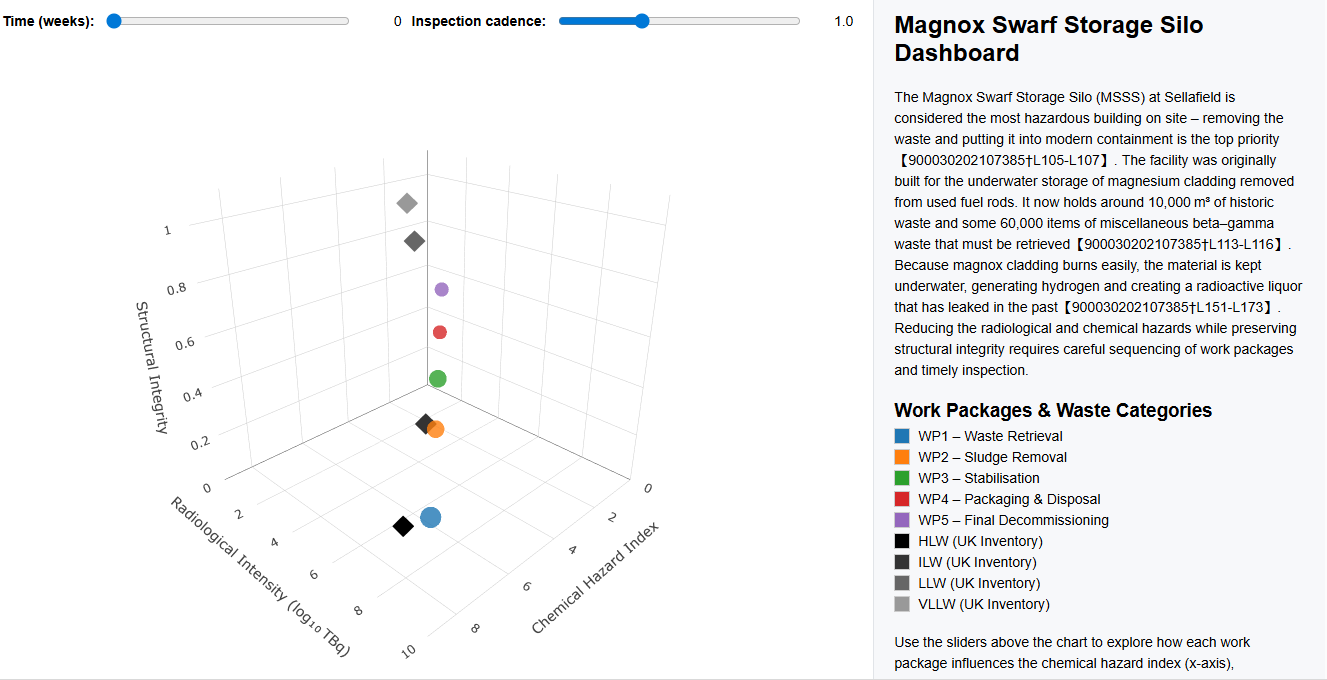 Time (weeks): 0 Inspection cadence: 1.0
Magnox Swarf Storage Silo
Dashboard
The Magnox Swarf Storage Silo (MSSS) at Sellafield is
considered the most hazardous building on site – removing the
waste and putting it into modern containment is the top priority
【900030202107385†L105-L107】. The facility was originally
built for the underwater storage of magnesium cladding removed
from used fuel rods. It now holds around 10,000 m³ of historic
waste and some 60,000 items of miscellaneous beta–gamma
waste that must be retrieved【900030202107385†L113-L116】.
Because magnox cladding burns easily, the material is kept
underwater, generating hydrogen and creating a radioactive liquor
that has leaked in the past【900030202107385†L151-L173】.
Reducing the radiological and chemical hazards while preserving
structural integrity requires careful sequencing of work packages
and timely inspection.
Work Packages & Waste Categories
WP1 – Waste Retrieval
WP2 – Sludge Removal
WP3 – Stabilisation
WP4 – Packaging & Disposal
WP5 – Final Decommissioning
HLW (UK Inventory)
ILW (UK Inventory)
LLW (UK Inventory)
VLLW (UK Inventory)
Use the sliders above the chart to explore how each work
package influences the chemical hazard index (x-axis),
Structural Integrity
1
0.8
0.6
0.4
0.2
Radiological Intensity (log₁₀ TBq)
0
2
4
6
8
10
Chemical Hazard Index
0
2
4
6
8